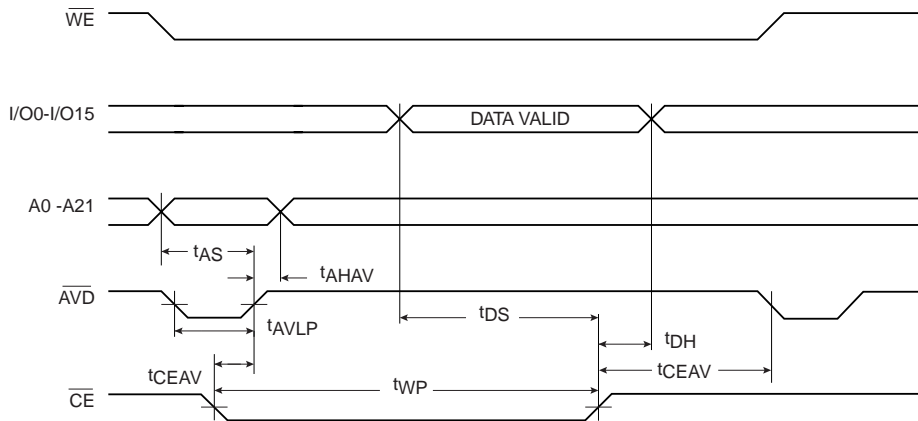 WE
I/O0-I/O15
DATA VALID
A0 -A21
tAS
tAHAV
AVD
tAVLP
tDS
tDH
tCEAV
tCEAV
tWP
CE